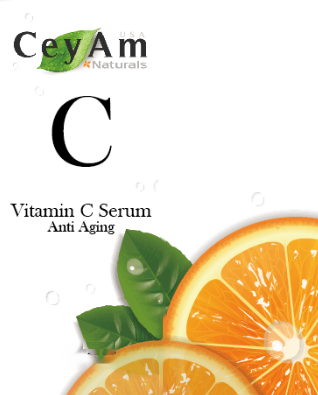 CeyAm
USA
Naturals
C
Vitamin C Serum
Anti Aging